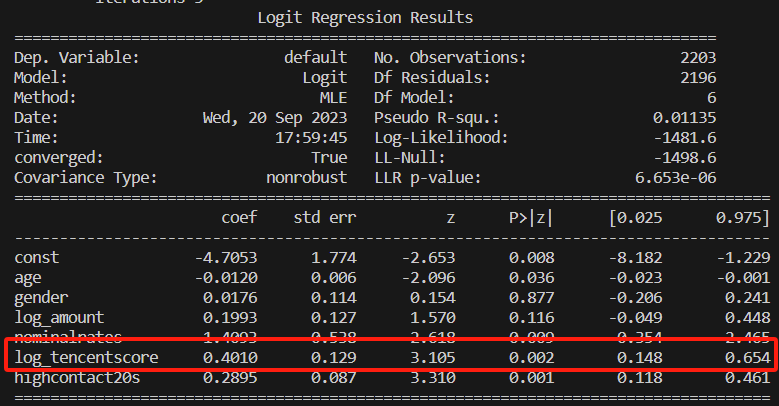 Logit Regression Results
==============================================================================
Dep. Variable: default No. Observations: 2203
Model: Logit Df Residuals: 2196
Method: MLE Df Model: 6
Date: Wed, 20 Sep 2023 Pseudo R-squ.: 0.01135
Time: 17:59:45 Log-Likelihood: -1481.6
converged: True LL-Null: -1498.6
Covariance Type: nonrobust LLR p-value: 6.653e-06
==============================================================================
coef std err z P>|z| [0.025 0.975]
------------------------------------------------------------------------------
const -4.7053 1.774 -2.653 0.008 -8.182 -1.229
age -0.0120 0.006 -2.096 0.036 -0.023 -0.001
gender 0.0176 0.114 0.154 0.877 -0.206 0.241
log_amount 0.1993 0.127 1.570 0.116 -0.049 0.448
nominalrates 1.4093 0.538 2.618 0.009 0.354 2.465
log_tencentscore 0.4010 0.129 3.105 0.002 0.148 0.654
highcontact20s 0.2895 0.087 3.310 0.001 0.118 0.461
==============================================================================